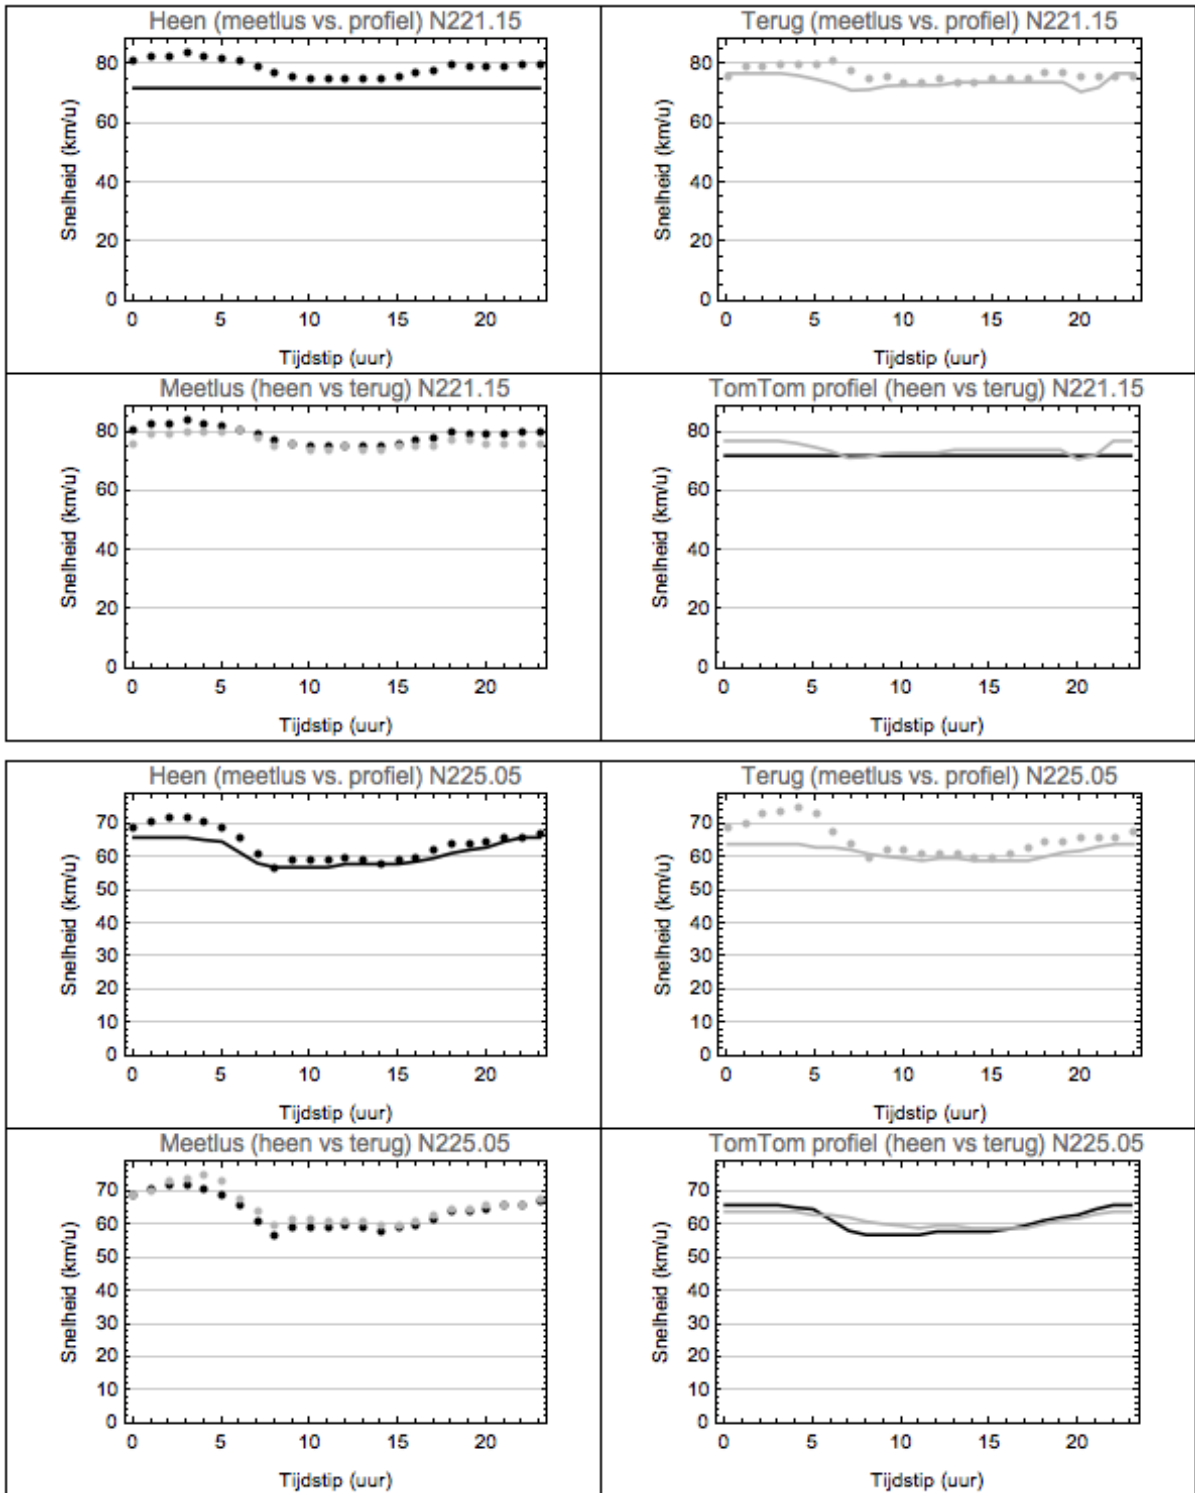 Heen (meetlus vs. profiel) N221.15
Snelheid (km/u)
80
60
40
20
0
0 5 10 15 20
Tijdstip (uur)
Terug (meetlus vs. profiel) N221.15
Snelheid (km/u)
80
60
40
20
0
0 5 10 15 20
Tijdstip (uur)
Meetlus (heen vs terug) N221.15
Snelheid (km/u)
80
60
40
20
0
0 5 10 15 20
Tijdstip (uur)
TomTom profiel (heen vs terug) N221.15
Snelheid (km/u)
80
60
40
20
0
0 5 10 15 20
Tijdstip (uur)
Heen (meetlus vs. profiel) N225.05
Snelheid (km/u)
70
60
50
40
30
20
10
0
0 5 10 15 20
Tijdstip (uur)
Terug (meetlus vs. profiel) N225.05
Snelheid (km/u)
70
60
50
40
30
20
10
0
0 5 10 15 20
Tijdstip (uur)
Meetlus (heen vs terug) N225.05
Snelheid (km/u)
70
60
50
40
30
20
10
0
0 5 10 15 20
Tijdstip (uur)
TomTom profiel (heen vs terug) N225.05
Snelheid (km/u)
70
60
50
40
30
20
10
0
0 5 10 15 20
Tijdstip (uur)